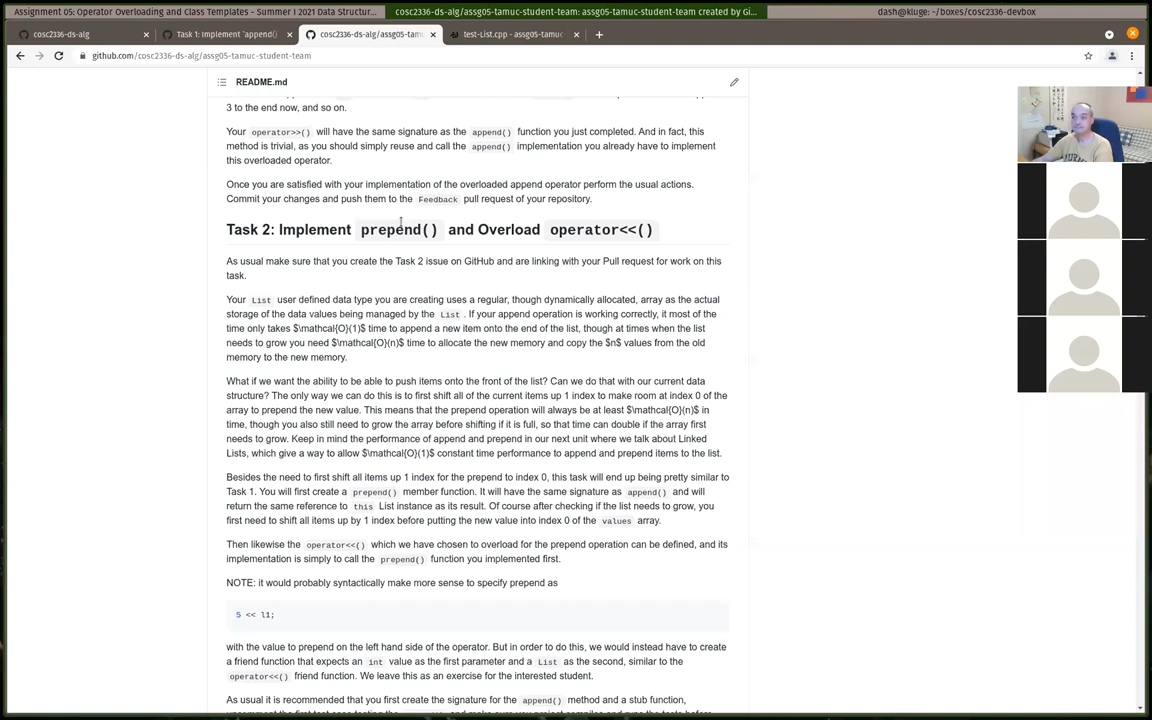 Assignment 05: Operator Overloading and Class Templates - Summer I 2021 Data Structur...
cosc2336-ds-alg/assg05-tamuc-student-team: assg05-tamuc-student-team created by Gi...
dash@kluge: ~/boxes/cosc2336-devbox
cosc2336-ds-alg
Task 1: Implement `append()
cosc2336-ds-alg/assg05-tam
test-List.cpp - assg05-tamuc
github.com/cosc2336-ds-alg/assg05-tamuc-student-team
README.md
3 to the end now, and so on.
Your operator>>() will have the same signature as the append() function you just completed. And in fact, this
method is trivial, as you should simply reuse and call the append() implementation you already have to implement
this overloaded operator.
Once you are satisfied with your implementation of the overloaded append operator perform the usual actions.
Commit your changes and push them to the Feedback pull request of your repository.
Task 2: Implement prepend() and Overload operator<<()
As usual make sure that you create the Task 2 issue on GitHub and are linking with your Pull request for work on this
task.
Your List user defined data type you are creating uses a regular, though dynamically allocated, array as the actual
storage of the data values being managed by the List . If your append operation is working correctly, it most of the
time only takes $\mathcal{O}(1)$ time to append a new item onto the end of the list, though at times when the list
needs to grow you need $\mathcal{O}(n)$ time to allocate the new memory and copy the $n$ values from the old
memory to the new memory.
What if we want the ability to be able to push items onto the front of the list? Can we do that with our current data
structure? The only way we can do this is to first shift all of the current items up 1 index to make room at index 0 of the
array to prepend the new value. This means that the prepend operation will always be at least $\mathcal{O}(n)$ in
time, though you also still need to grow the array before shifting if it is full, so that time can double if the array first
needs to grow. Keep in mind the performance of append and prepend in our next unit where we talk about Linked
Lists, which give a way to allow $\mathcal{O}(1)$ constant time performance to append and prepend items to the list.
Besides the need to first shift all items up 1 index for the prepend to index 0, this task will end up being pretty similar to
Task 1. You will first create a prepend() member function. It will have the same signature as append() and will
return the same reference to this List instance as its result. Of course after checking if the list needs to grow, you
first need to shift all items up by 1 index before putting the new value into index 0 of the values array.
Then likewise the operator<<() which we have chosen to overload for the prepend operation can be defined, and its
implementation is simply to call the prepend() function you implemented first.
NOTE: it would probably syntactically make more sense to specify prepend as
5 << l1;
with the value to prepend on the left hand side of the operator. But in order to do this, we would instead have to create
a friend function that expects an int value as the first parameter and a List as the second, similar to the
operator<<() friend function. We leave this as an exercise for the interested student.
As usual it is recommended that you first create the signature for the append() method and a stub function,